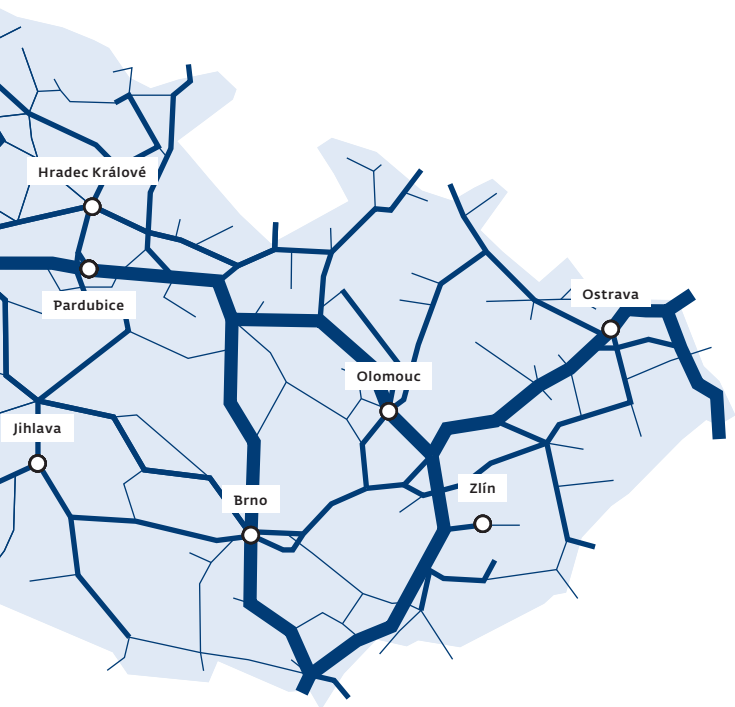 Hradec Králové
Pardubice
Ostrava
Olomouc
Jihlava
Zlín
Brno